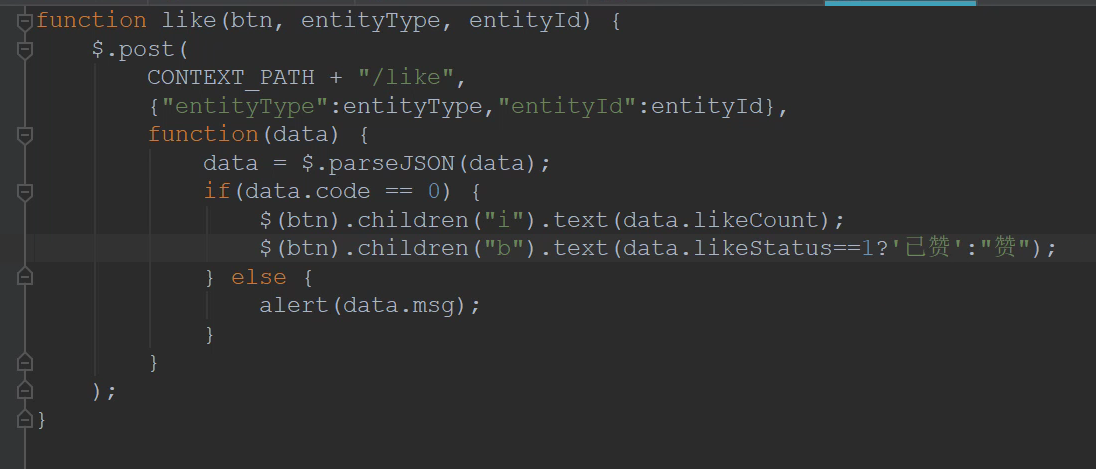 function like(btn, entityType, entityId) {
    $.post(
        CONTEXT_PATH + "/like",
        {"entityType":entityType,"entityId":entityId},
        function(data) {
            data = $.parseJSON(data);
            if(data.code == 0) {
                $(btn).children("i").text(data.likeCount);
                $(btn).children("b").text(data.likeStatus==1?'已赞':"赞");
            } else {
                alert(data.msg);
            }
        }
    );
}